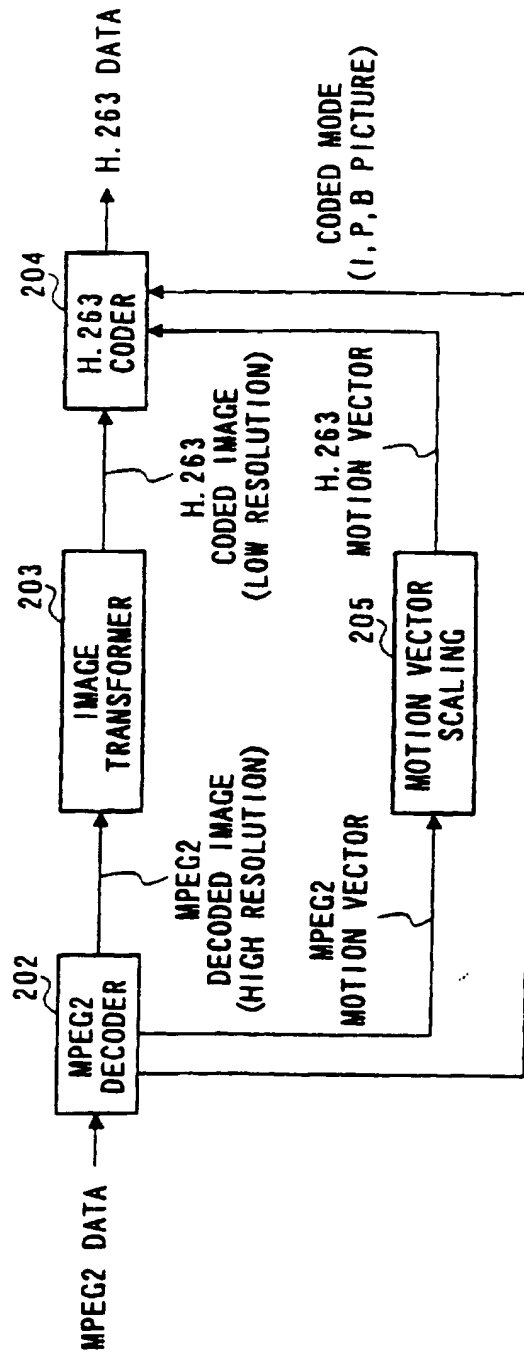 MPEG2 DATA
202
MPEG2
DECODER
MPEG2
DECODED IMAGE
(HIGH RESOLUTION)
203
IMAGE
TRANSFORMER
H.263
CODED IMAGE
(LOW RESOLUTION)
204
H.263
CODER
H.263 DATA
MPEG2
MOTION VECTOR
205
MOTION VECTOR
SCALING
H.263
MOTION VECTOR
CODED MODE
(I,P,B PICTURE)